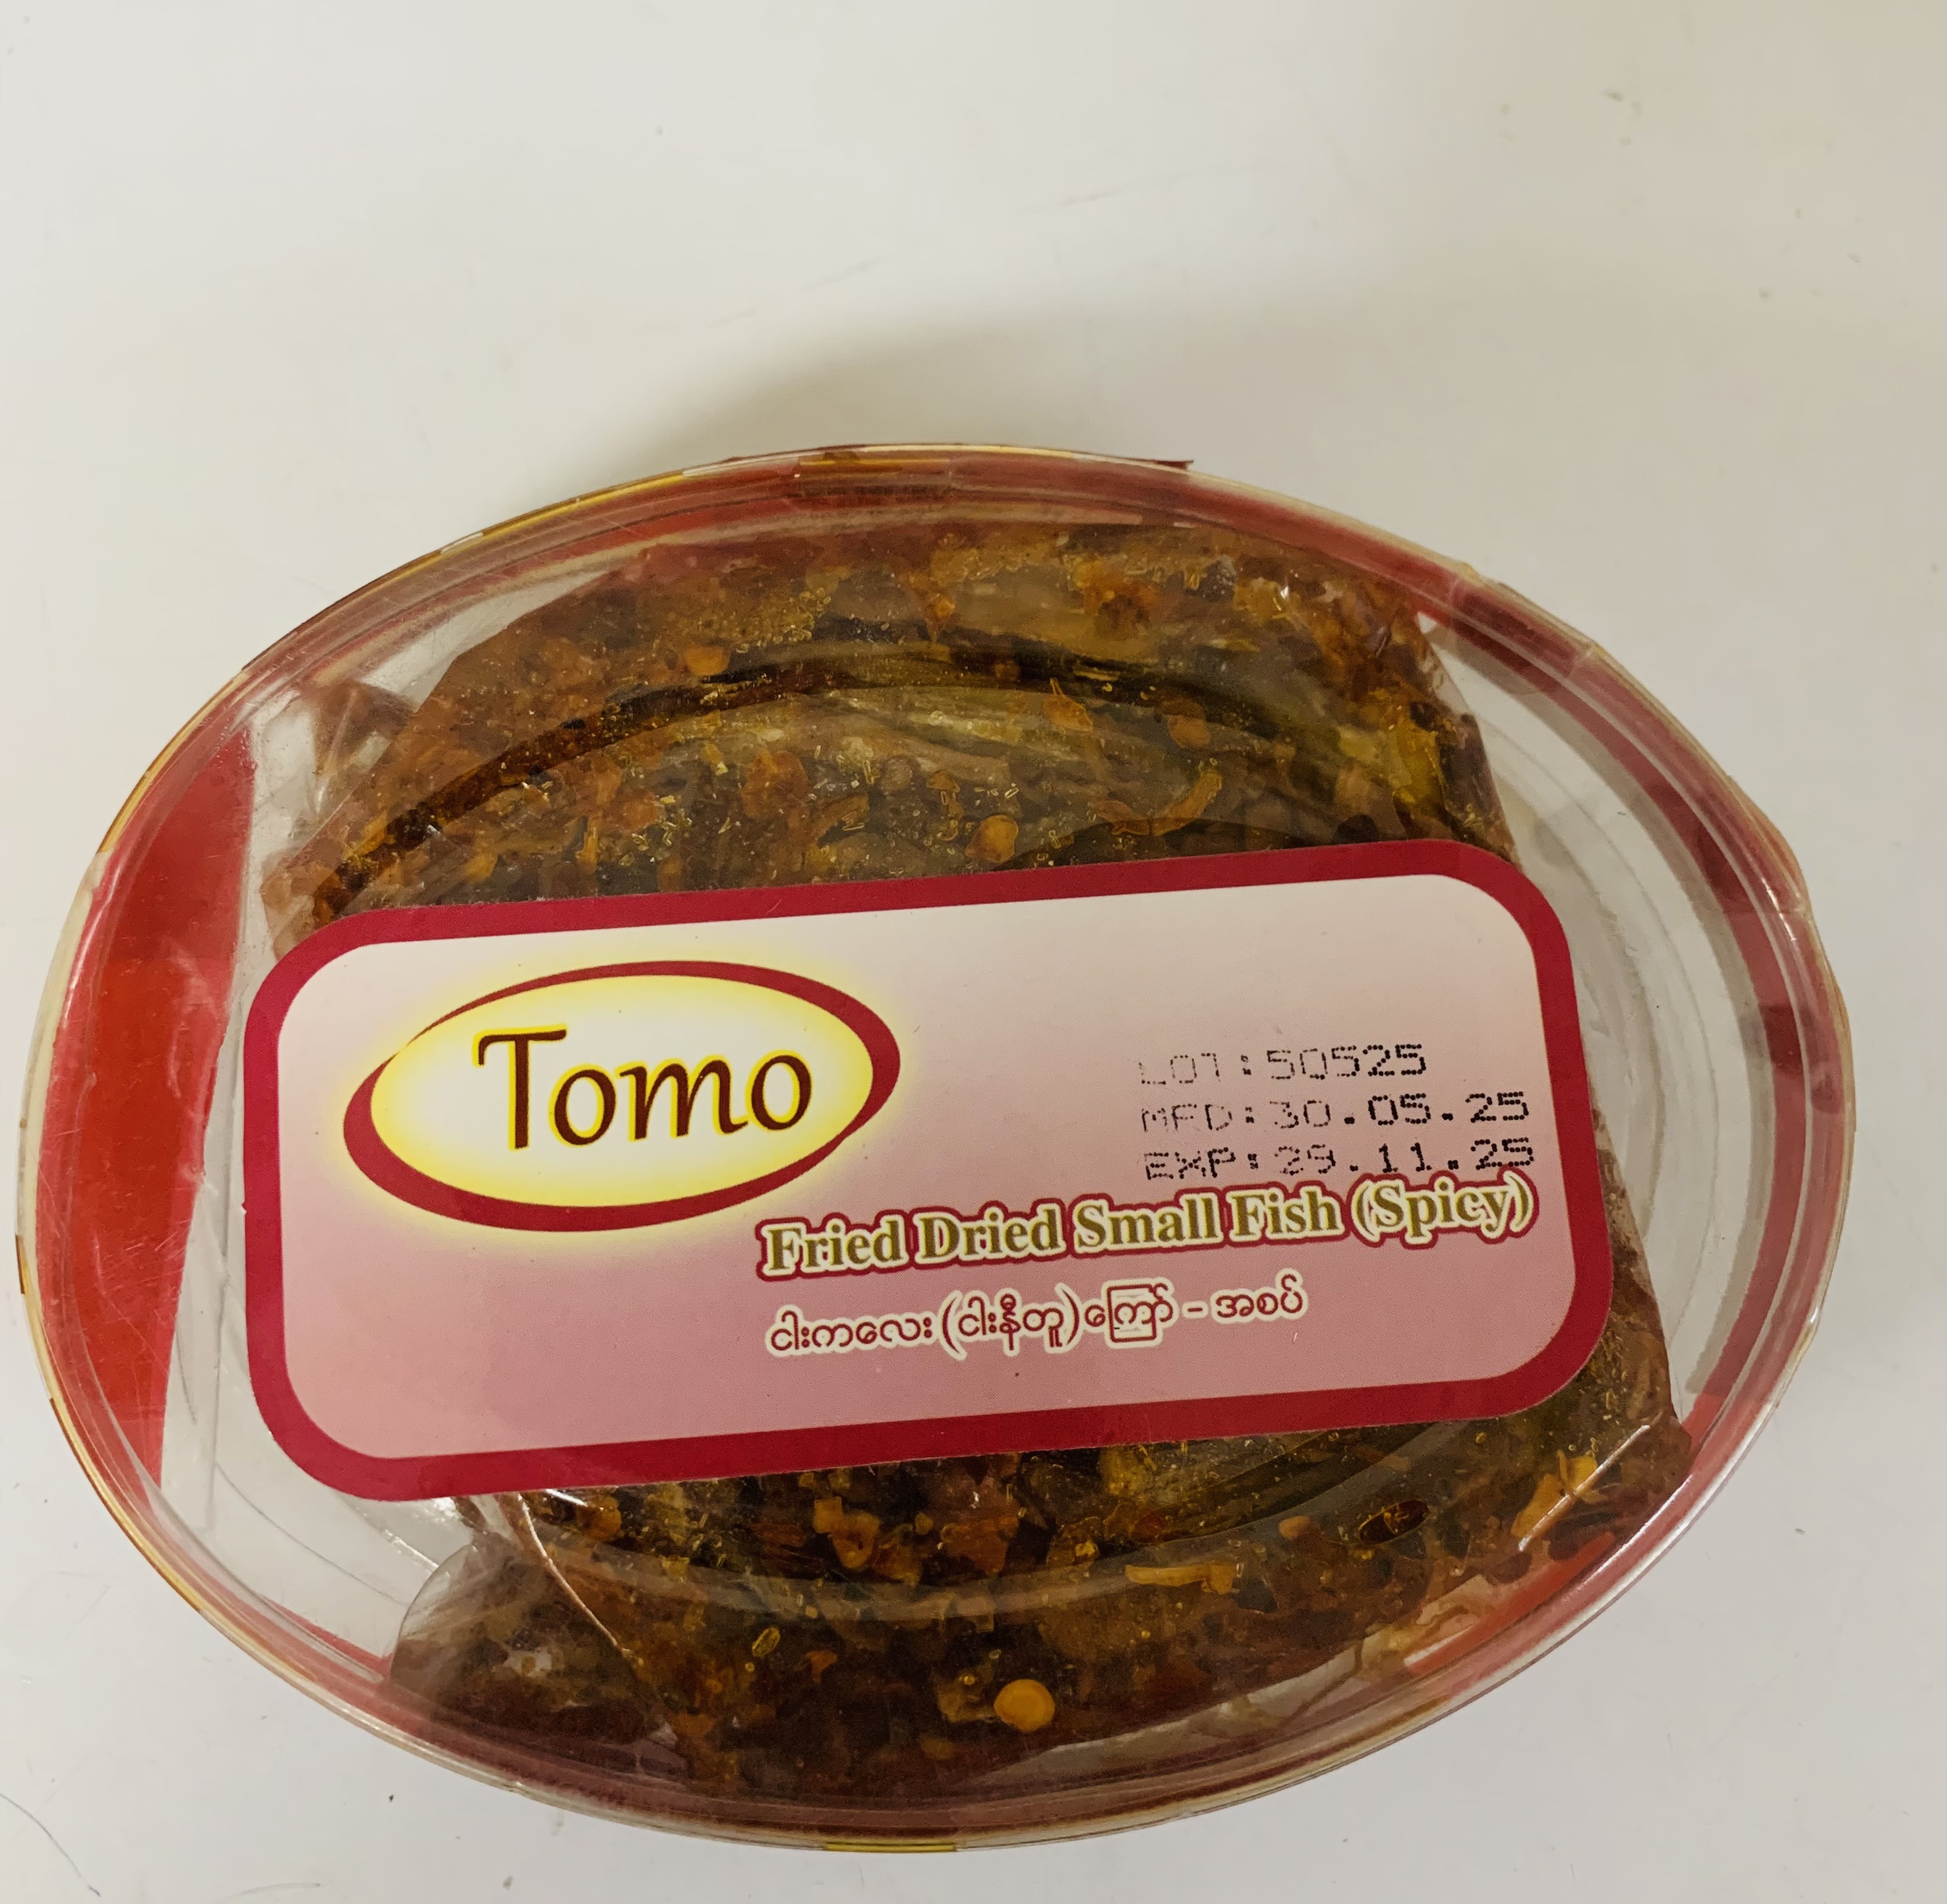 Tomo
LOT:50525
MFD:30.05.25
EXP:29.11.25
Fried Dried Small Fish (Spicy)
ငါးကလေး(ငါးနီတူ)ကြော် - အစပ်